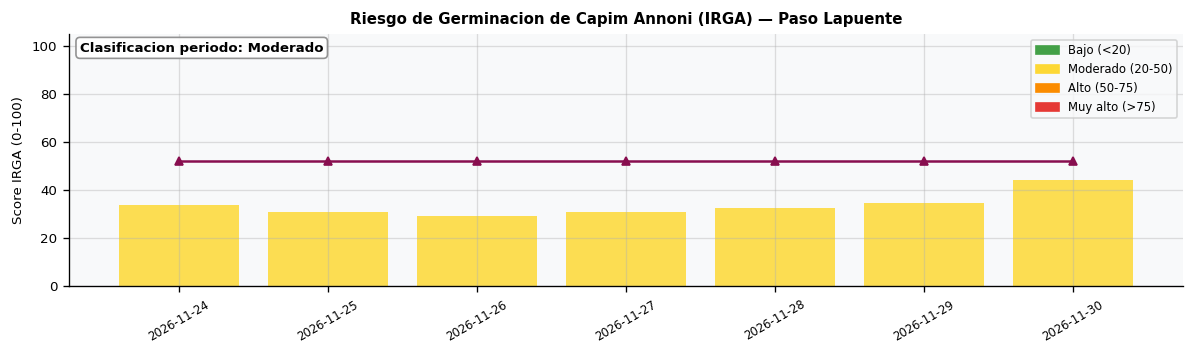 Riesgo de Germinacion de Capim Annoni (IRGA) — Paso Lapuente
Clasificacion periodo: Moderado
Bajo (<20)
Moderado (20-50)
Alto (50-75)
Muy alto (>75)
Score IRGA (0-100)
100
80
60
40
20
0
2026-11-24
2026-11-25
2026-11-26
2026-11-27
2026-11-28
2026-11-29
2026-11-30